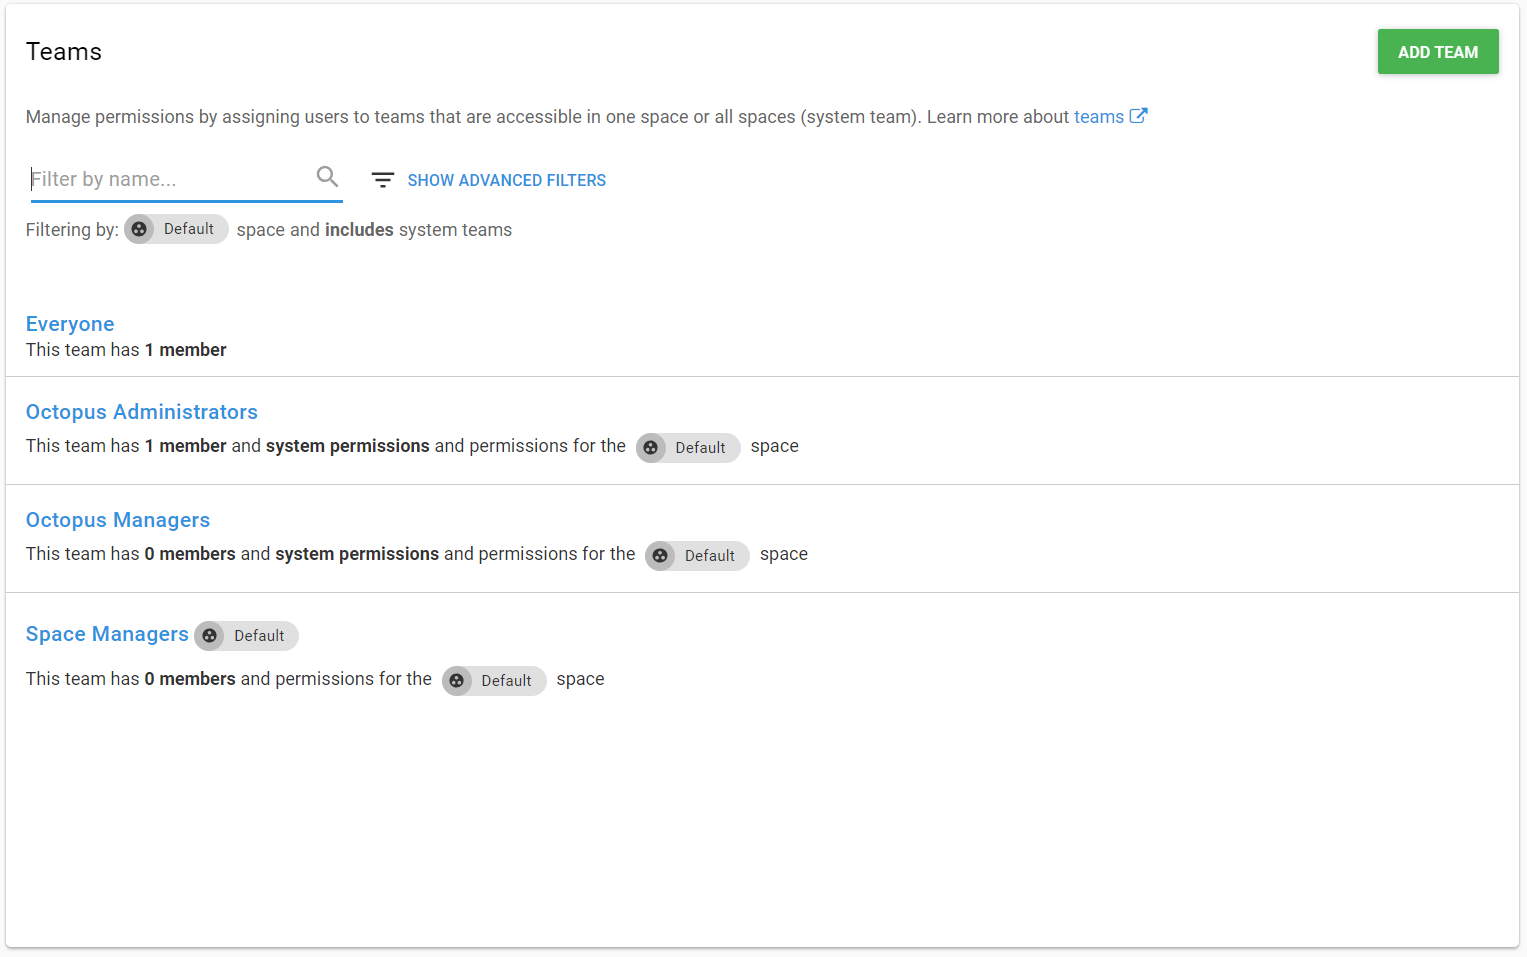 Teams
ADD TEAM
Manage permissions by assigning users to teams that are accessible in one space or all spaces (system team). Learn more about teams
Filter by name...
SHOW ADVANCED FILTERS
Filtering by: Default space and includes system teams
Everyone
This team has 1 member
Octopus Administrators
This team has 1 member and system permissions and permissions for the Default space
Octopus Managers
This team has 0 members and system permissions and permissions for the Default space
Space Managers Default
This team has 0 members and permissions for the Default space